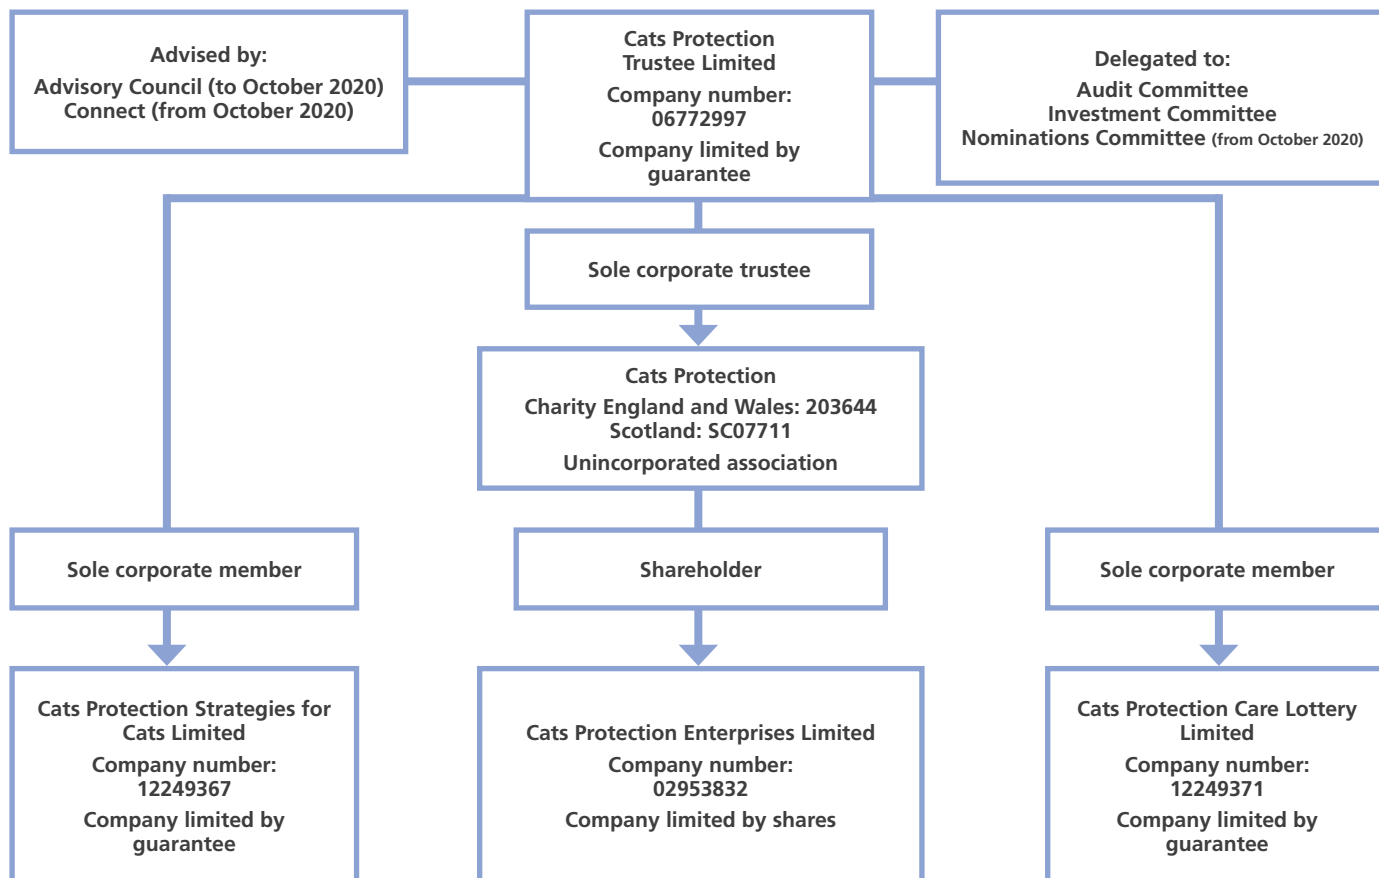 Advised by:
Advisory Council (to October 2020)
Connect (from October 2020)
Cats Protection
Trustee Limited
Company number:
06772997
Company limited by
guarantee
Delegated to:
Audit Committee
Investment Committee
Nominations Committee (from October 2020)
Sole corporate trustee
Cats Protection
Charity England and Wales: 203644
Scotland: SC07711
Unincorporated association
Sole corporate member
Shareholder
Sole corporate member
Cats Protection Strategies for
Cats Limited
Company number:
12249367
Company limited by
guarantee
Cats Protection Enterprises Limited
Company number:
02953832
Company limited by shares
Cats Protection Care Lottery
Limited
Company number:
12249371
Company limited by
guarantee